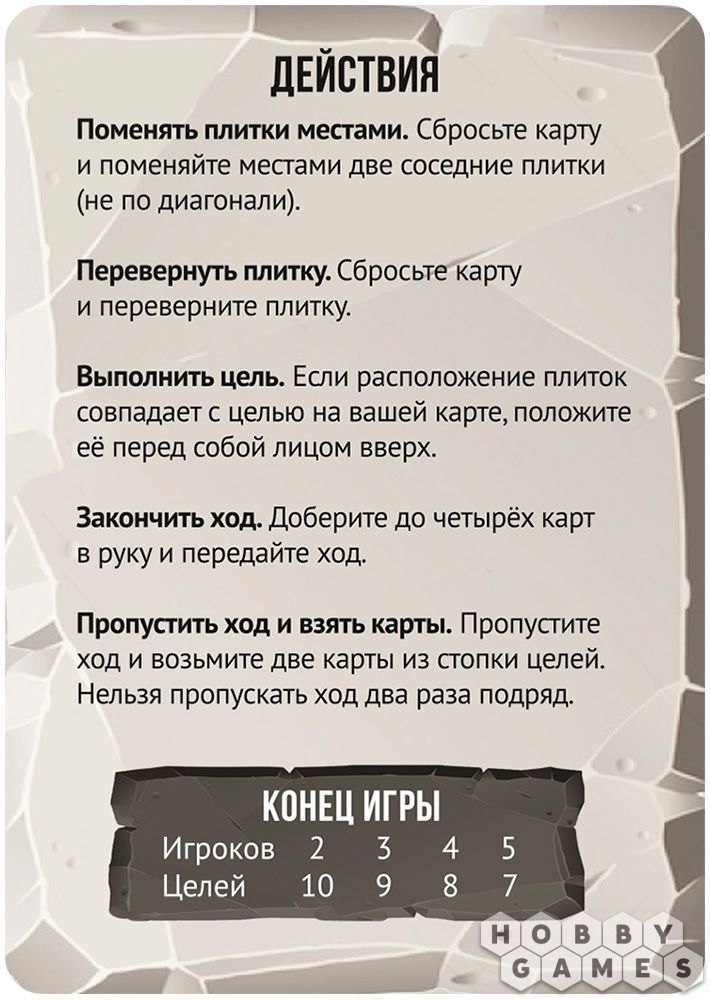 ДЕЙСТВИЯ
Поменять плитки местами. Сбросьте карту
и поменяйте местами две соседние плитки
(не по диагонали).
Перевернуть плитку. Сбросьте карту
и переверните плитку.
Выполнить цель. Если расположение плиток
совпадает с целью на вашей карте, положите
её перед собой лицом вверх.
Закончить ход. Доберите до четырёх карт
в руку и передайте ход.
Пропустить ход и взять карты. Пропустите
ход и возьмите две карты из стопки целей.
Нельзя пропускать ход два раза подряд.
КОНЕЦ ИГРЫ
Игроков 2 3 4 5
Целей 10 9 8 7
HOBBY
GAMES